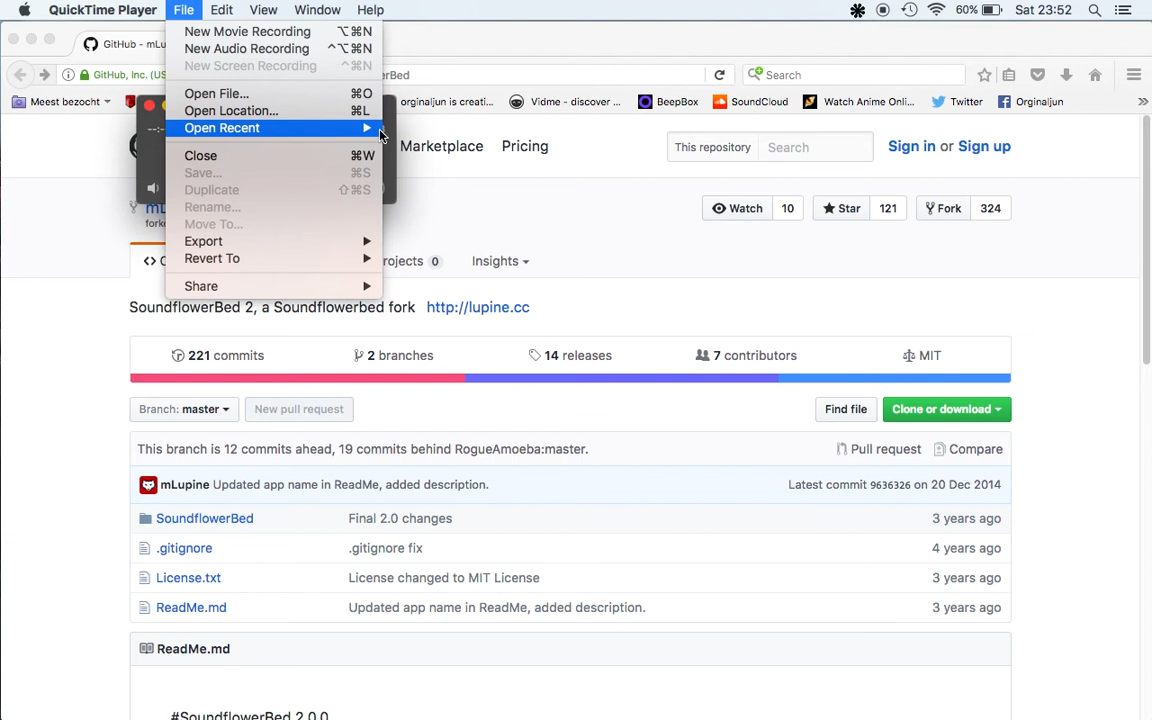 QuickTime Player File Edit View Window Help 60% Sat 23:52
New Movie Recording ⌥⌘N
New Audio Recording ^⌥⌘N
New Screen Recording ^⌘N
Open File... ⌘O
Open Location... ⌘L
Open Recent
Close ⌘W
Save... ⌘S
Duplicate ⇧⌘S
Rename...
Move To...
Export
Revert To
Share
GitHub - mLu
GitHub, Inc. (US
rBed
Search
Meest bezocht
orginaljun is creati...
Vidme - discover ...
BeepBox
SoundCloud
Watch Anime Onl...
Twitter
Orginaljun
--:-
Marketplace Pricing
This repository Search
Sign in or Sign up
mL
forke
Watch 10
Star 121
Fork 324
<> C
rojects 0
Insights
SoundflowerBed 2, a Soundflowerbed fork http://lupine.cc
221 commits
2 branches
14 releases
7 contributors
MIT
Branch: master
New pull request
Find file
Clone or download
This branch is 12 commits ahead, 19 commits behind RogueAmoeba:master.
Pull request
Compare
mLupine Updated app name in ReadMe, added description.
Latest commit 9636326 on 20 Dec 2014
SoundflowerBed Final 2.0 changes 3 years ago
.gitignore .gitignore fix 4 years ago
License.txt License changed to MIT License 3 years ago
ReadMe.md Updated app name in ReadMe, added description. 3 years ago
ReadMe.md
#SoundflowerBed 2.0.0